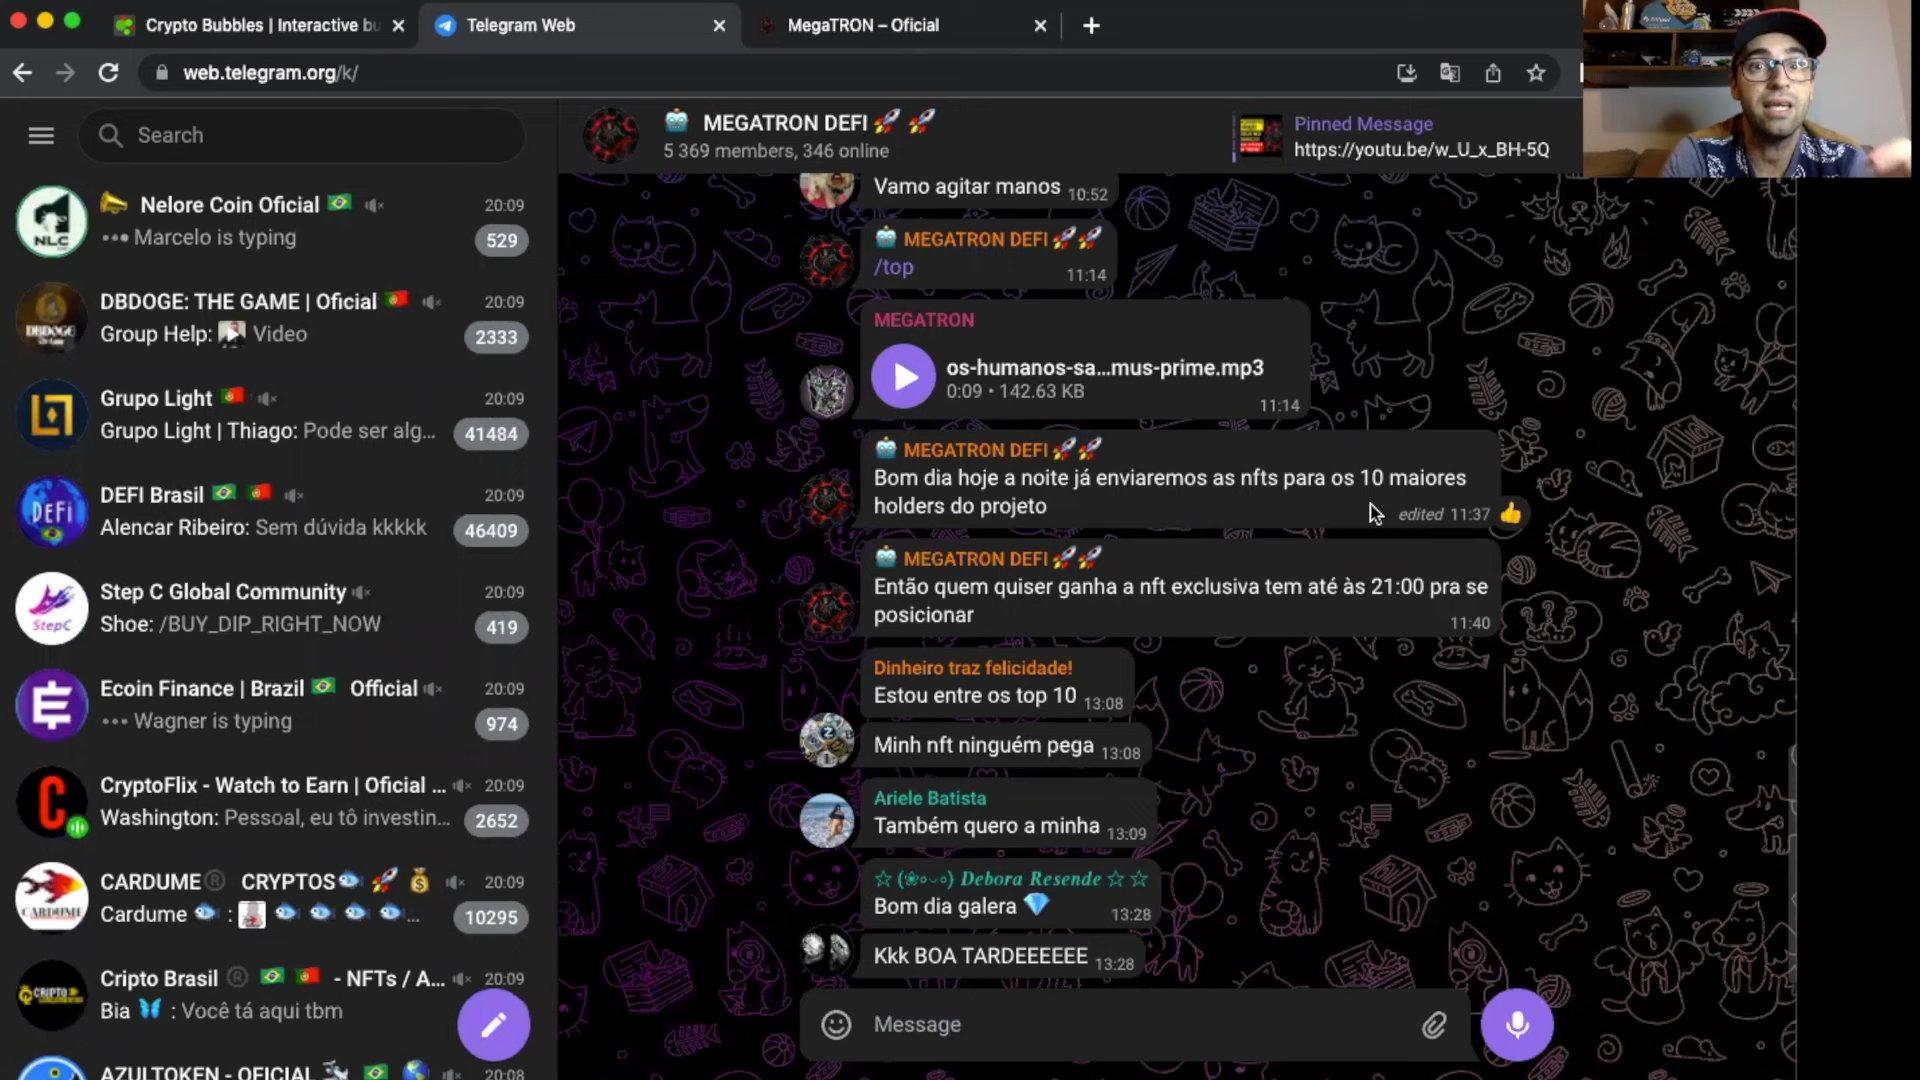 Crypto Bubbles | Interactive bu
Telegram Web
MegaTRON – Oficial
web.telegram.org/k/
Search
Nelore Coin Oficial 20:09
••• Marcelo is typing 529
NLC
DBDOGE: THE GAME | Oficial 20:09
Group Help: Video 2333
DBDOGE
Grupo Light 20:09
Grupo Light | Thiago: Pode ser alg... 41484
DEFI Brasil 20:09
Alencar Ribeiro: Sem dúvida kkkkk 46409
DEFi
Step C Global Community 20:09
Shoe: /BUY_DIP_RIGHT_NOW 419
StepC
Ecoin Finance | Brazil Official 20:09
••• Wagner is typing 974
CryptoFlix - Watch to Earn | Oficial ... 20:09
Washington: Pessoal, eu tô investin... 2652
CARDUME® CRYPTOS 20:09
Cardume : ... 10295
CARDUME
Cripto Brasil ® - NFTs / A... 20:09
Bia : Você tá aqui tbm
CRIPTO
AZULTOKEN - OFICIAL 20:08
MEGATRON DEFI
5 369 members, 346 online
Pinned Message
https://youtu.be/w_U_x_BH-5Q
Vamo agitar manos 10:52
MEGATRON DEFI
/top 11:14
MEGATRON
os-humanos-sa...mus-prime.mp3
0:09 • 142.63 KB
11:14
MEGATRON DEFI
Bom dia hoje a noite já enviaremos as nfts para os 10 maiores
holders do projeto edited 11:37
MEGATRON DEFI
Então quem quiser ganha a nft exclusiva tem até às 21:00 pra se
posicionar 11:40
Dinheiro traz felicidade!
Estou entre os top 10 13:08
Minh nft ninguém pega 13:08
Ariele Batista
Também quero a minha 13:09
☆ (❀০⌣০) Debora Resende ☆ ☆
Bom dia galera 13:28
Kkk BOA TARDEEEEEE 13:28
Message